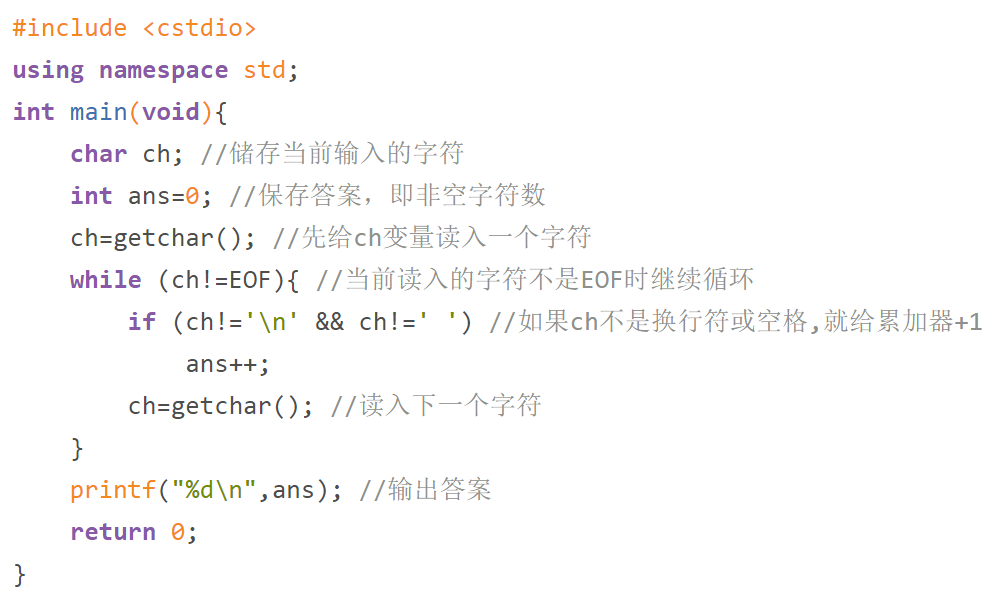 #include <cstdio>
using namespace std;
int main(void){
    char ch; //储存当前输入的字符
    int ans=0; //保存答案，即非空字符数
    ch=getchar(); //先给ch变量读入一个字符
    while (ch!=EOF){ //当前读入的字符不是EOF时继续循环
        if (ch!='\n' && ch!=' ') //如果ch不是换行符或空格,就给累加器+1
            ans++;
        ch=getchar(); //读入下一个字符
    }
    printf("%d\n",ans); //输出答案
    return 0;
}